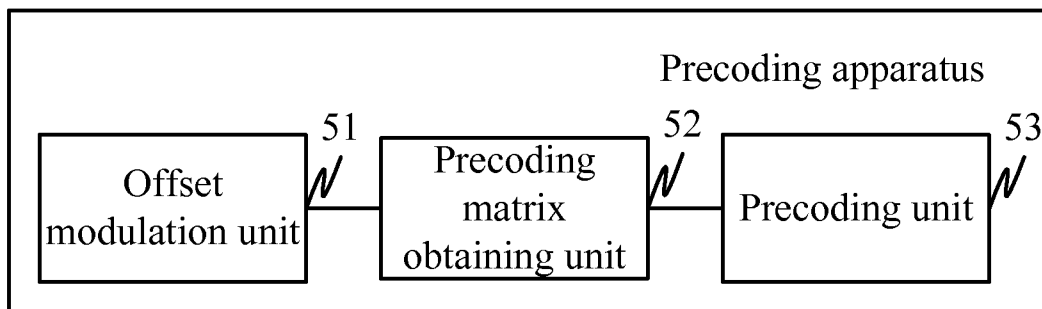 Precoding apparatus
51
52
53
Offset
modulation unit
Precoding
matrix
obtaining unit
Precoding unit